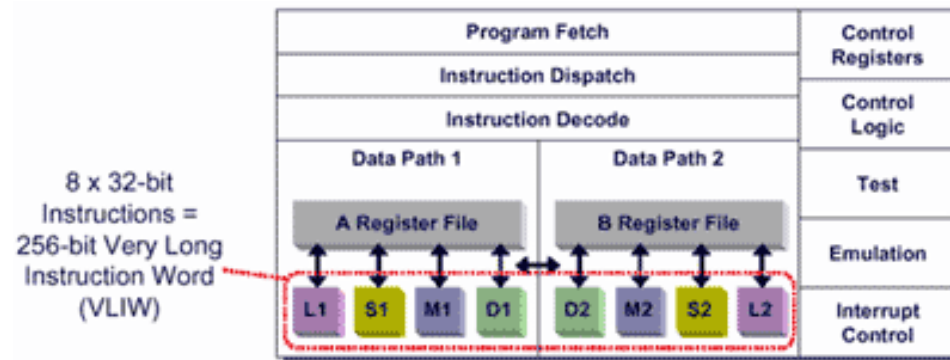 Program Fetch
Instruction Dispatch
Instruction Decode
Data Path 1
Data Path 2
A Register File
B Register File
L1 S1 M1 D1 D2 M2 S2 L2
8 x 32-bit
Instructions =
256-bit Very Long
Instruction Word
(VLIW)
Control
Registers
Control
Logic
Test
Emulation
Interrupt
Control